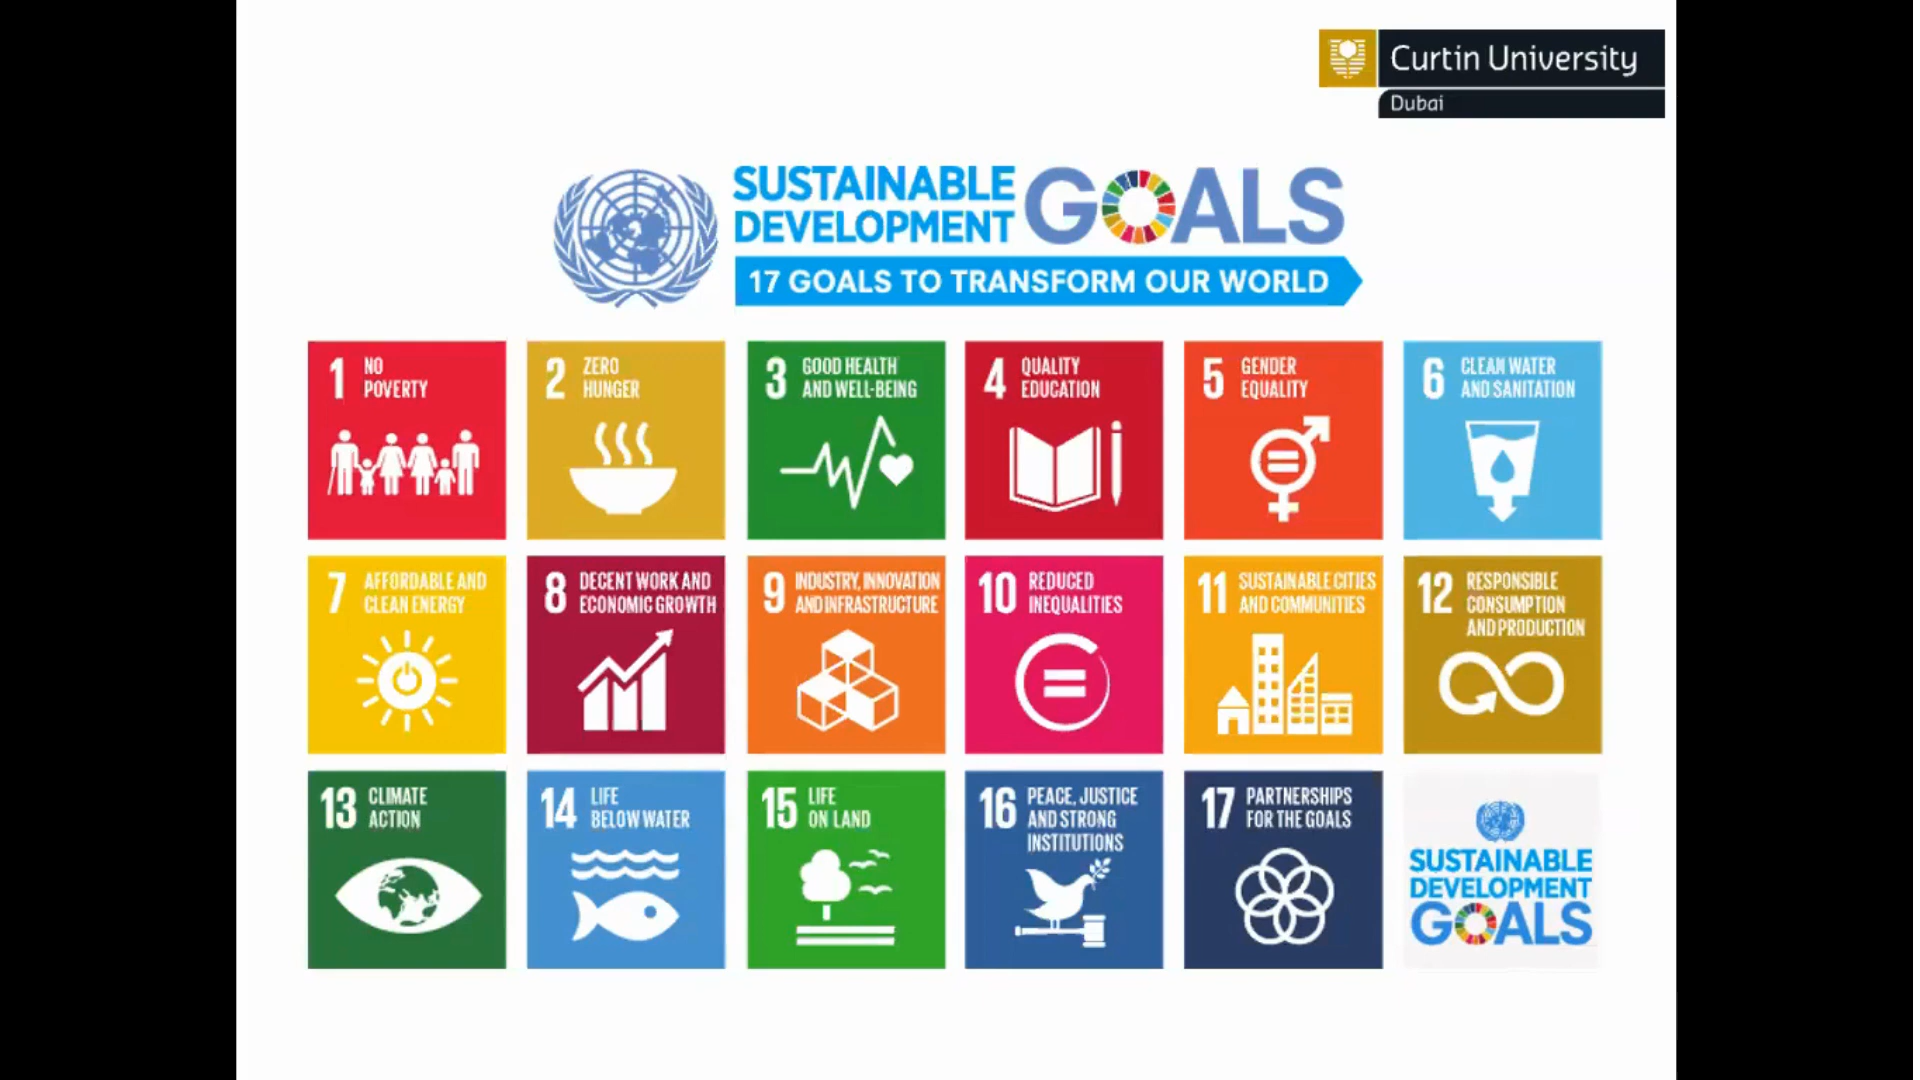 Curtin University
Dubai
SUSTAINABLE
DEVELOPMENT
GOALS
17 GOALS TO TRANSFORM OUR WORLD
1 NO
POVERTY
2 ZERO
HUNGER
3 GOOD HEALTH
AND WELL-BEING
4 QUALITY
EDUCATION
5 GENDER
EQUALITY
6 CLEAN WATER
AND SANITATION
7 AFFORDABLE AND
CLEAN ENERGY
8 DECENT WORK AND
ECONOMIC GROWTH
9 INDUSTRY, INNOVATION
AND INFRASTRUCTURE
10 REDUCED
INEQUALITIES
11 SUSTAINABLE CITIES
AND COMMUNITIES
12 RESPONSIBLE
CONSUMPTION
AND PRODUCTION
13 CLIMATE
ACTION
14 LIFE
BELOW WATER
15 LIFE
ON LAND
16 PEACE, JUSTICE
AND STRONG
INSTITUTIONS
17 PARTNERSHIPS
FOR THE GOALS
SUSTAINABLE
DEVELOPMENT
GOALS